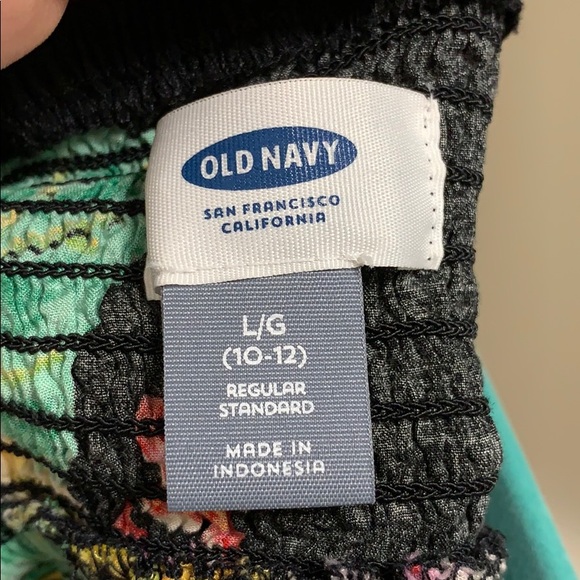 OLD NAVY
SAN FRANCISCO
CALIFORNIA
L/G
(10-12)
REGULAR
STANDARD
MADE IN
INDONESIA